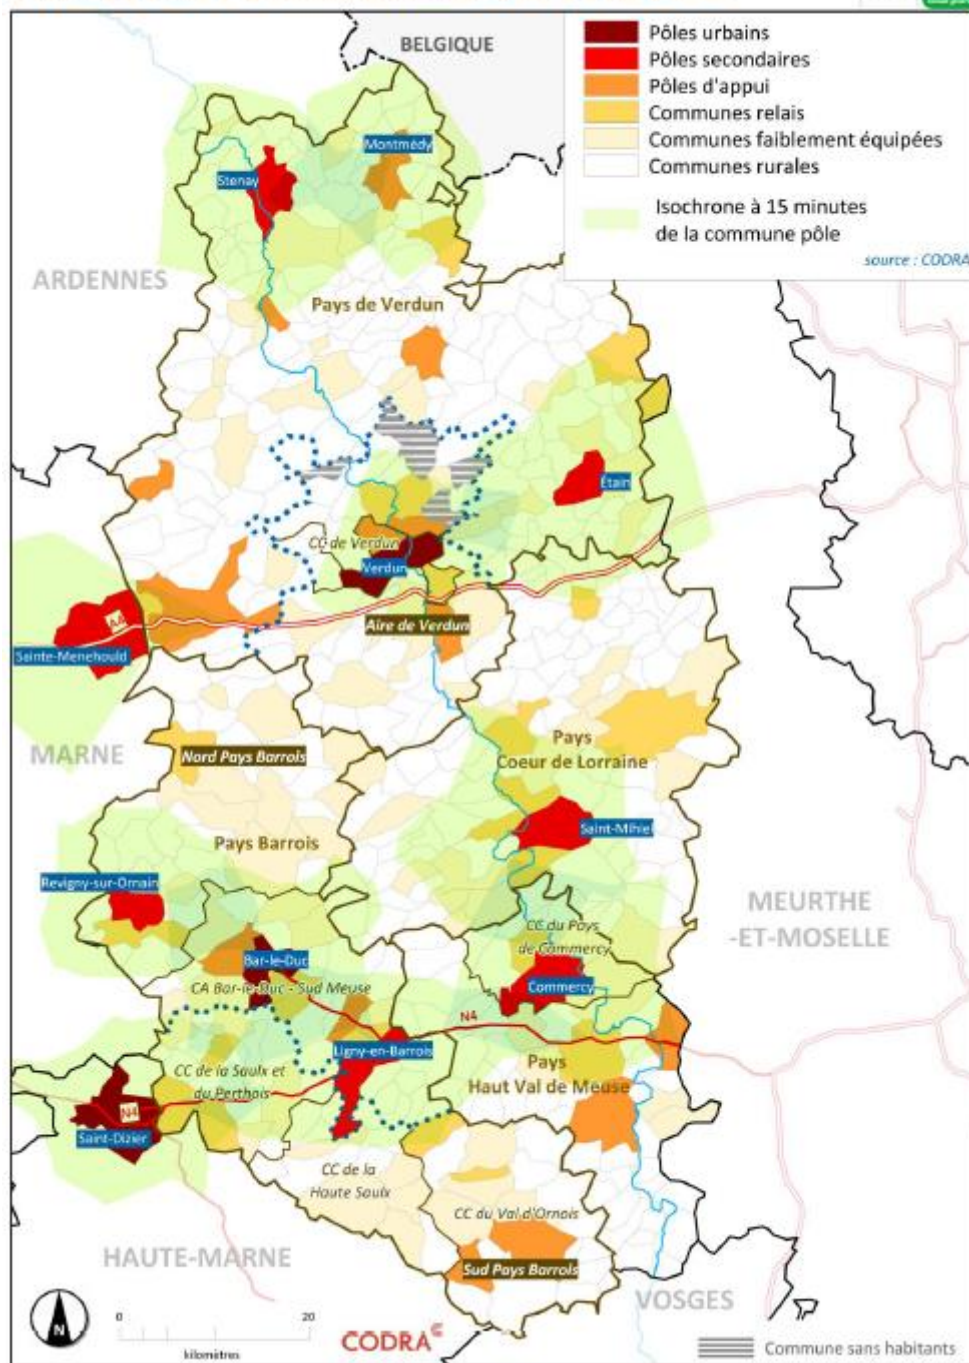 BELGIQUE
Pôles urbains
Pôles secondaires
Pôles d'appui
Communes relais
Communes faiblement équipées
Communes rurales
Isochrone à 15 minutes
de la commune pôle
source : CODRA
Montmédy
Stenay
ARDENNES
Pays de Verdun
Étain
CC de Verdun
Verdun
A4
Aire de Verdun
Sainte-Menehould
MARNE
Nord Pays Barrois
Pays
Coeur de Lorraine
Pays Barrois
Saint-Mihiel
Revigny-sur-Ornain
MEURTHE
-ET-MOSELLE
CC du Pays
de Commercy
Bar-le-Duc
CA Bar-le-Duc - Sud Meuse
Commercy
N4
Ligny-en-Barrois
CC de la Saulx et
du Perthois
Pays
Haut Val de Meuse
N4
Saint-Dizier
CC de la
Haute Saulx
CC du Val d'Ornois
HAUTE-MARNE
Sud Pays Barrois
VOSGES
N
0 20
kilomètres
CODRA
Commune sans habitants